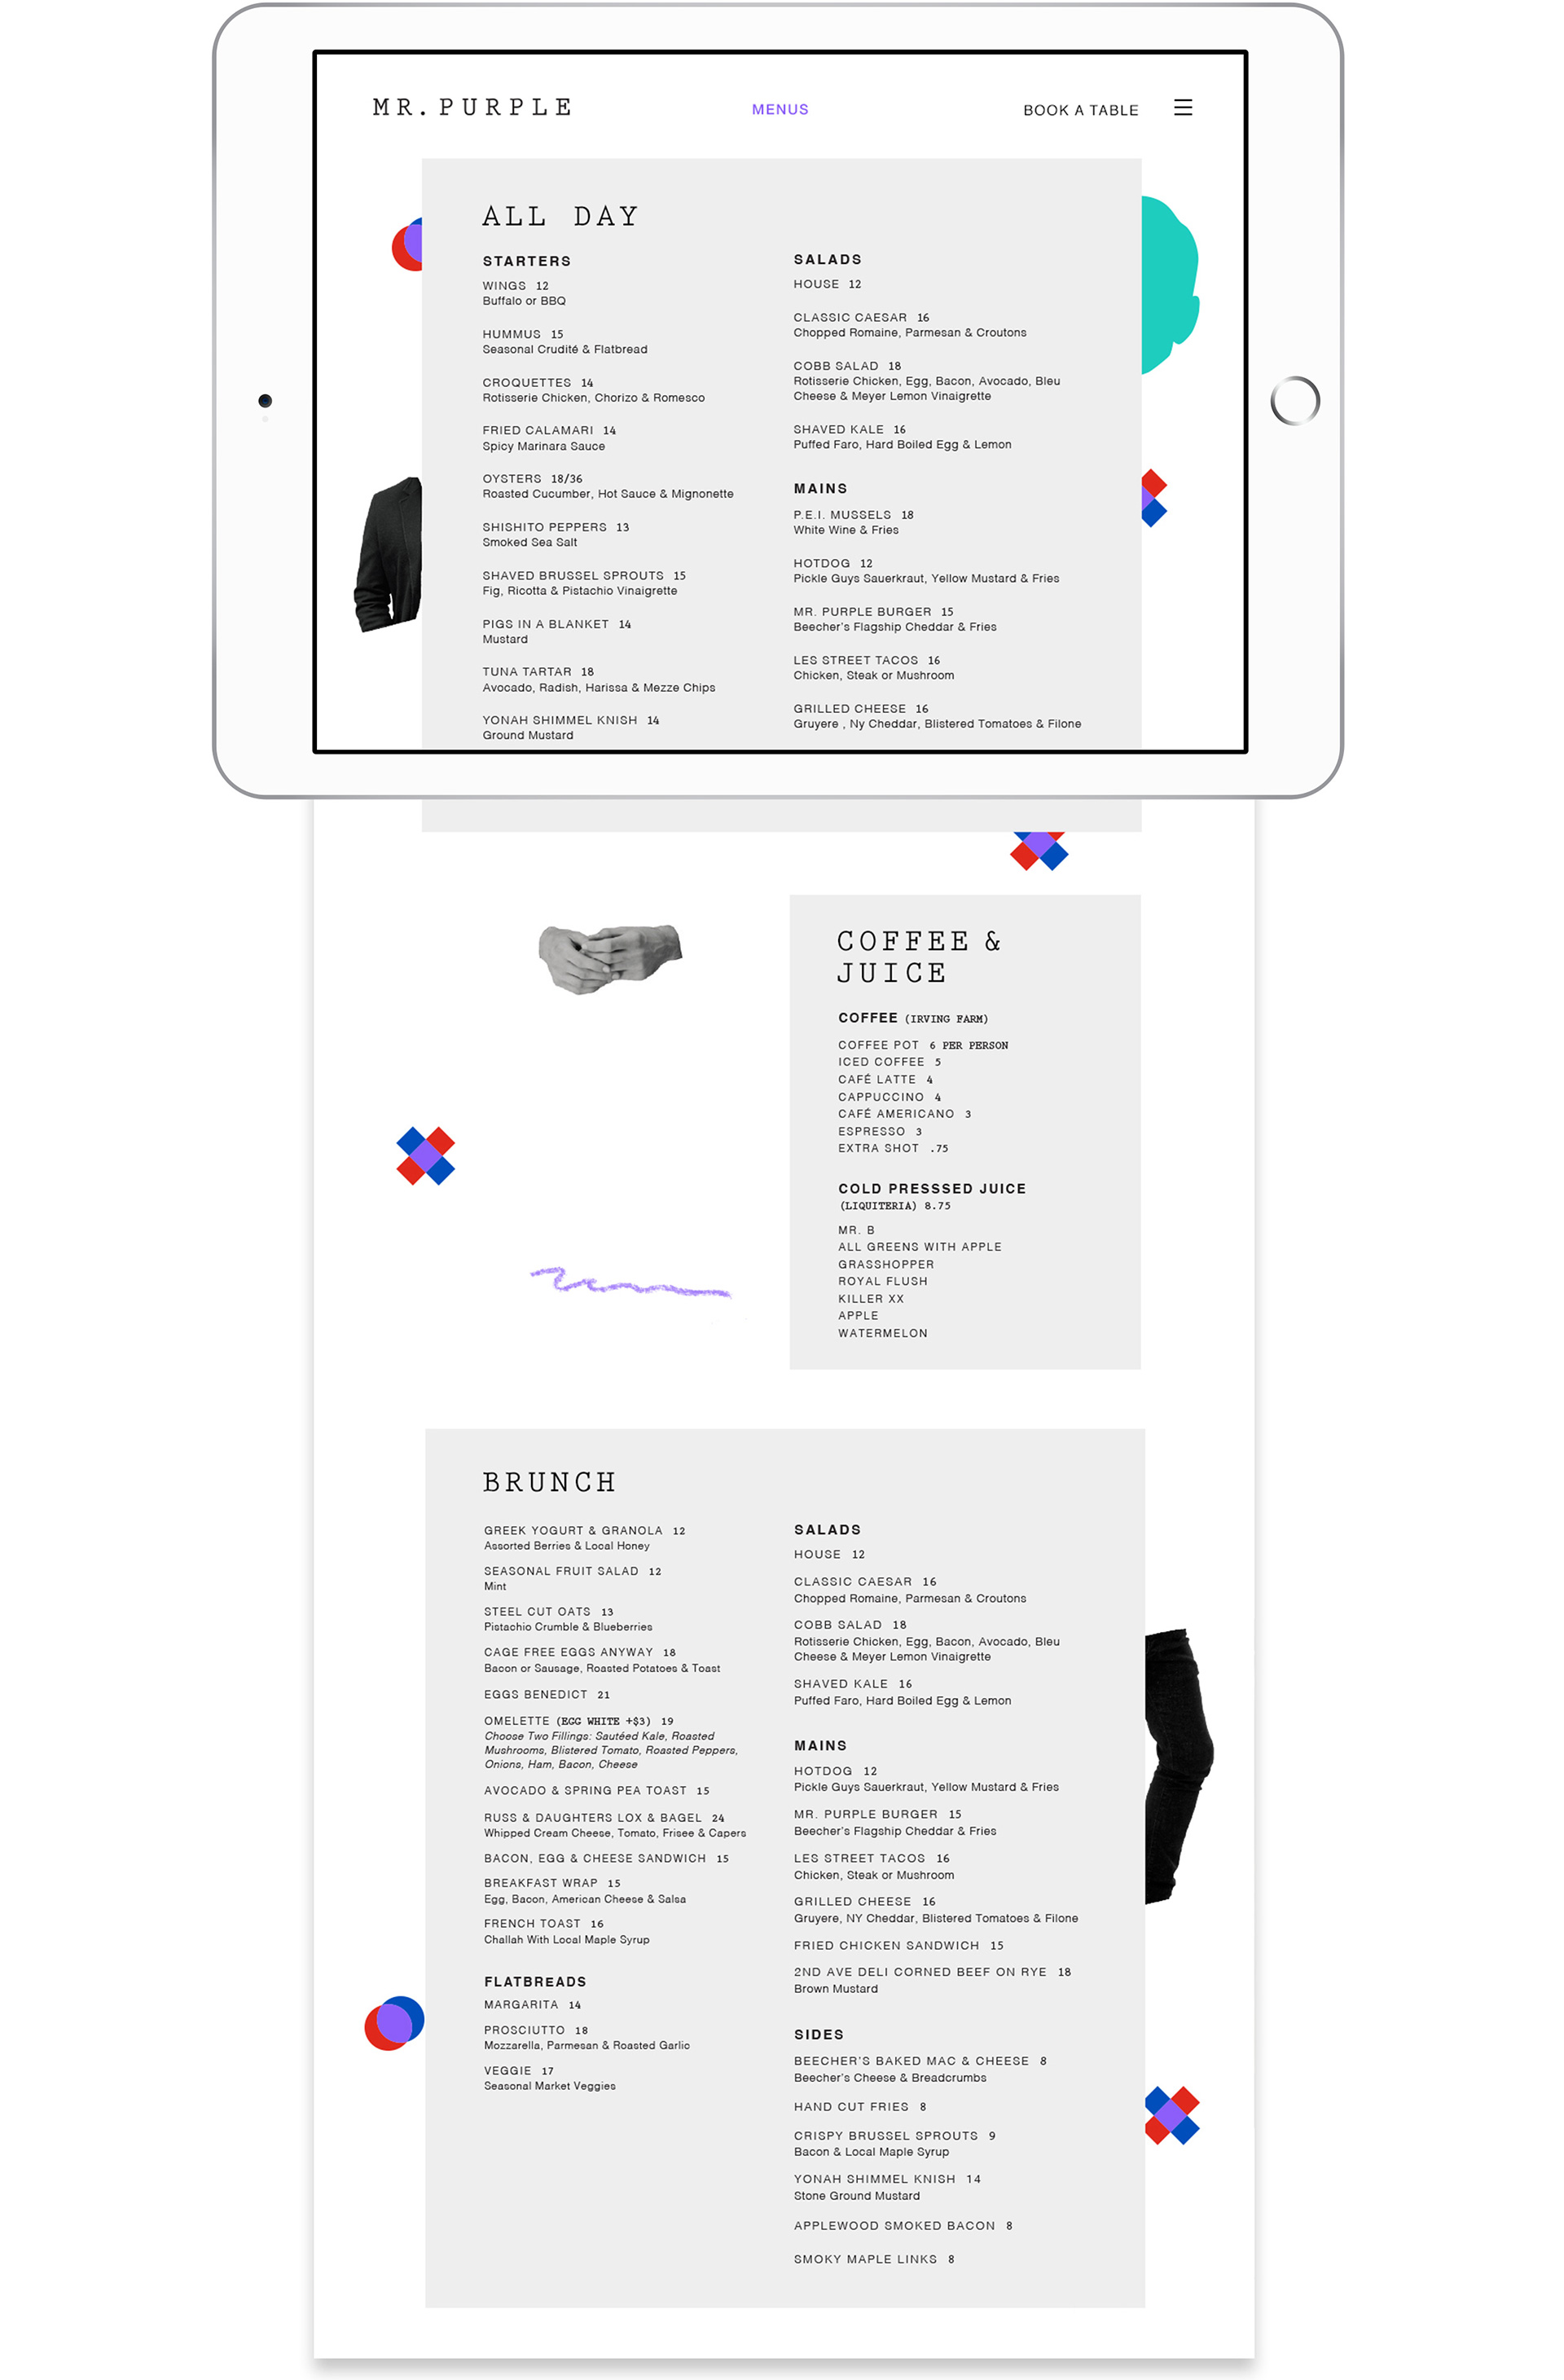 MR. PURPLE
MENUS
BOOK A TABLE
ALL DAY
STARTERS
WINGS 12
Buffalo or BBQ
HUMMUS 15
Seasonal Crudité & Flatbread
CROQUETTES 14
Rotisserie Chicken, Chorizo & Romesco
FRIED CALAMARI 14
Spicy Marinara Sauce
OYSTERS 18/36
Roasted Cucumber, Hot Sauce & Mignonette
SHISHITO PEPPERS 13
Smoked Sea Salt
SHAVED BRUSSEL SPROUTS 15
Fig, Ricotta & Pistachio Vinaigrette
PIGS IN A BLANKET 14
Mustard
TUNA TARTAR 18
Avocado, Radish, Harissa & Mezze Chips
YONAH SHIMMEL KNISH 14
Ground Mustard
SALADS
HOUSE 12
CLASSIC CAESAR 16
Chopped Romaine, Parmesan & Croutons
COBB SALAD 18
Rotisserie Chicken, Egg, Bacon, Avocado, Bleu
Cheese & Meyer Lemon Vinaigrette
SHAVED KALE 16
Puffed Faro, Hard Boiled Egg & Lemon
MAINS
P.E.I. MUSSELS 18
White Wine & Fries
HOTDOG 12
Pickle Guys Sauerkraut, Yellow Mustard & Fries
MR. PURPLE BURGER 15
Beecher's Flagship Cheddar & Fries
LES STREET TACOS 16
Chicken, Steak or Mushroom
GRILLED CHEESE 16
Gruyere , Ny Cheddar, Blistered Tomatoes & Filone
COFFEE &
JUICE
COFFEE (IRVING FARM)
COFFEE POT 6 PER PERSON
ICED COFFEE 5
CAFÉ LATTE 4
CAPPUCCINO 4
CAFÉ AMERICANO 3
ESPRESSO 3
EXTRA SHOT .75
COLD PRESSSED JUICE
(LIQUITERIA) 8.75
MR. B
ALL GREENS WITH APPLE
GRASSHOPPER
ROYAL FLUSH
KILLER XX
APPLE
WATERMELON
BRUNCH
GREEK YOGURT & GRANOLA 12
Assorted Berries & Local Honey
SEASONAL FRUIT SALAD 12
Mint
STEEL CUT OATS 13
Pistachio Crumble & Blueberries
CAGE FREE EGGS ANYWAY 18
Bacon or Sausage, Roasted Potatoes & Toast
EGGS BENEDICT 21
OMELETTE (EGG WHITE +$3) 19
Choose Two Fillings: Sautéed Kale, Roasted
Mushrooms, Blistered Tomato, Roasted Peppers,
Onions, Ham, Bacon, Cheese
AVOCADO & SPRING PEA TOAST 15
RUSS & DAUGHTERS LOX & BAGEL 24
Whipped Cream Cheese, Tomato, Frisee & Capers
BACON, EGG & CHEESE SANDWICH 15
BREAKFAST WRAP 15
Egg, Bacon, American Cheese & Salsa
FRENCH TOAST 16
Challah With Local Maple Syrup
FLATBREADS
MARGARITA 14
PROSCIUTTO 18
Mozzarella, Parmesan & Roasted Garlic
VEGGIE 17
Seasonal Market Veggies
SALADS
HOUSE 12
CLASSIC CAESAR 16
Chopped Romaine, Parmesan & Croutons
COBB SALAD 18
Rotisserie Chicken, Egg, Bacon, Avocado, Bleu
Cheese & Meyer Lemon Vinaigrette
SHAVED KALE 16
Puffed Faro, Hard Boiled Egg & Lemon
MAINS
HOTDOG 12
Pickle Guys Sauerkraut, Yellow Mustard & Fries
MR. PURPLE BURGER 15
Beecher's Flagship Cheddar & Fries
LES STREET TACOS 16
Chicken, Steak or Mushroom
GRILLED CHEESE 16
Gruyere, NY Cheddar, Blistered Tomatoes & Filone
FRIED CHICKEN SANDWICH 15
2ND AVE DELI CORNED BEEF ON RYE 18
Brown Mustard
SIDES
BEECHER'S BAKED MAC & CHEESE 8
Beecher's Cheese & Breadcrumbs
HAND CUT FRIES 8
CRISPY BRUSSEL SPROUTS 9
Bacon & Local Maple Syrup
YONAH SHIMMEL KNISH 14
Stone Ground Mustard
APPLEWOOD SMOKED BACON 8
SMOKY MAPLE LINKS 8